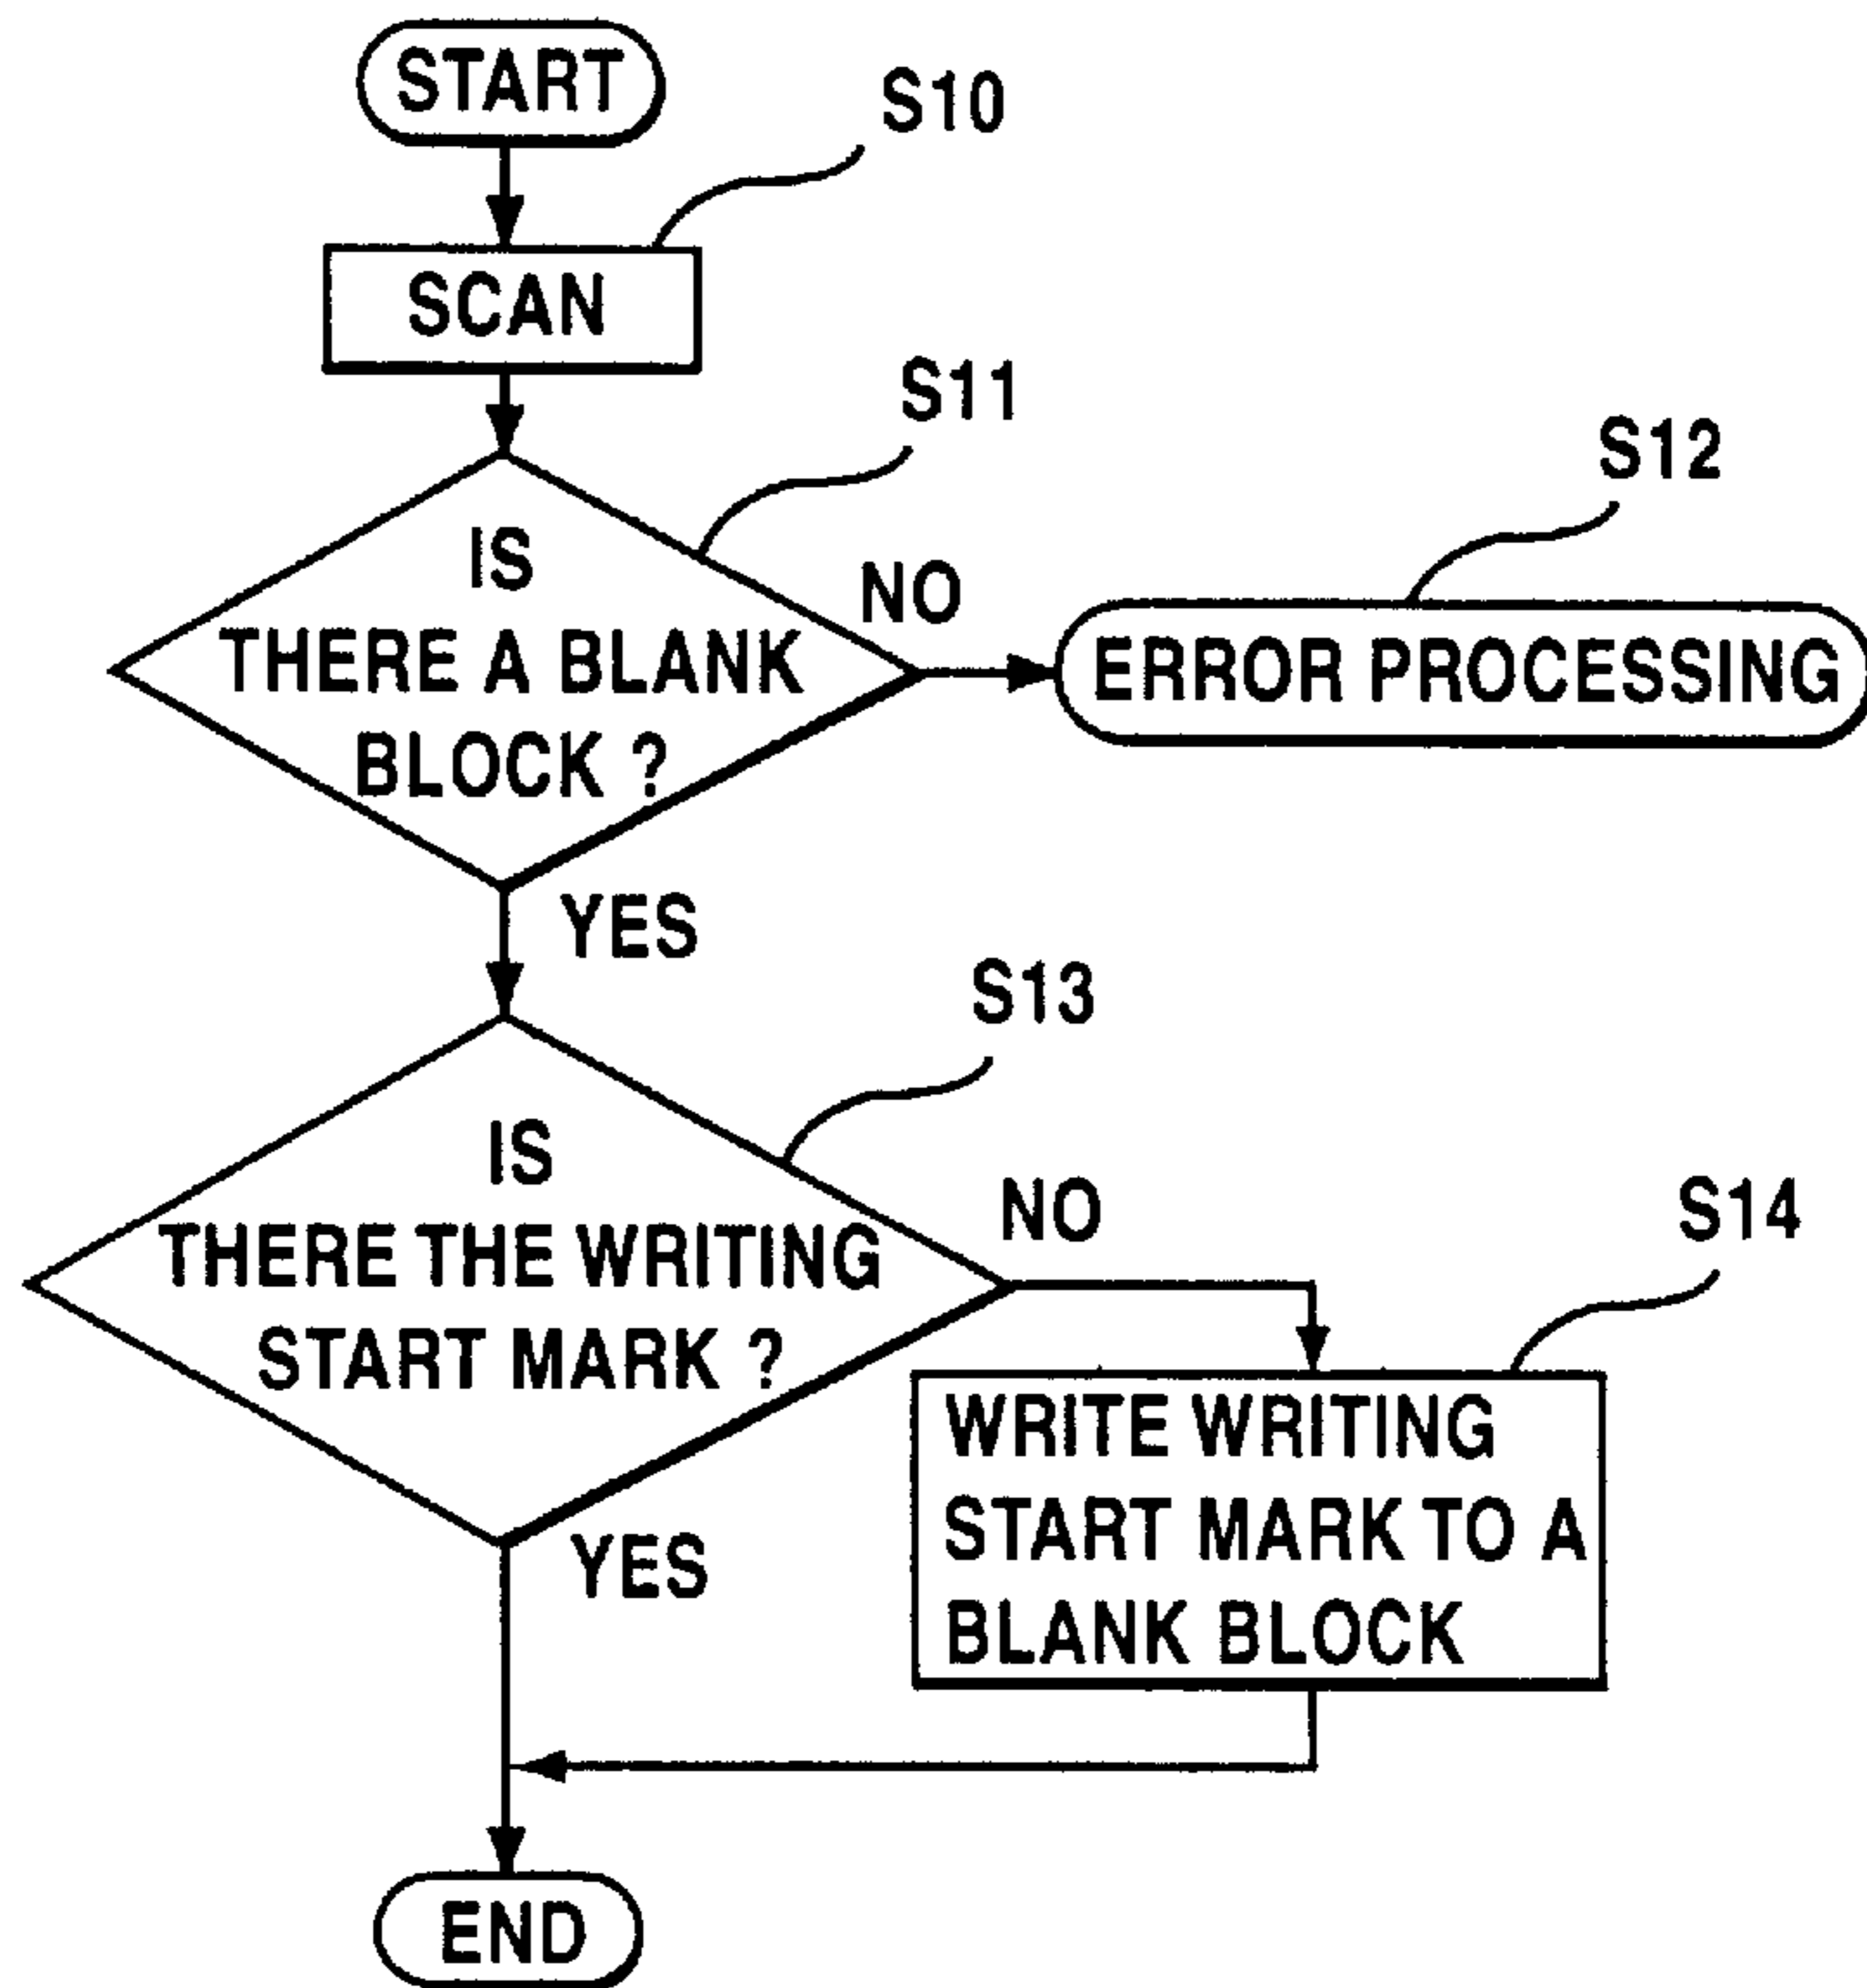 START
S10
SCAN
S11
S12
IS
THERE A BLANK
BLOCK ?
NO
ERROR PROCESSING
YES
S13
IS
THERE THE WRITING
START MARK ?
NO
S14
WRITE WRITING
START MARK TO A
BLANK BLOCK
YES
END